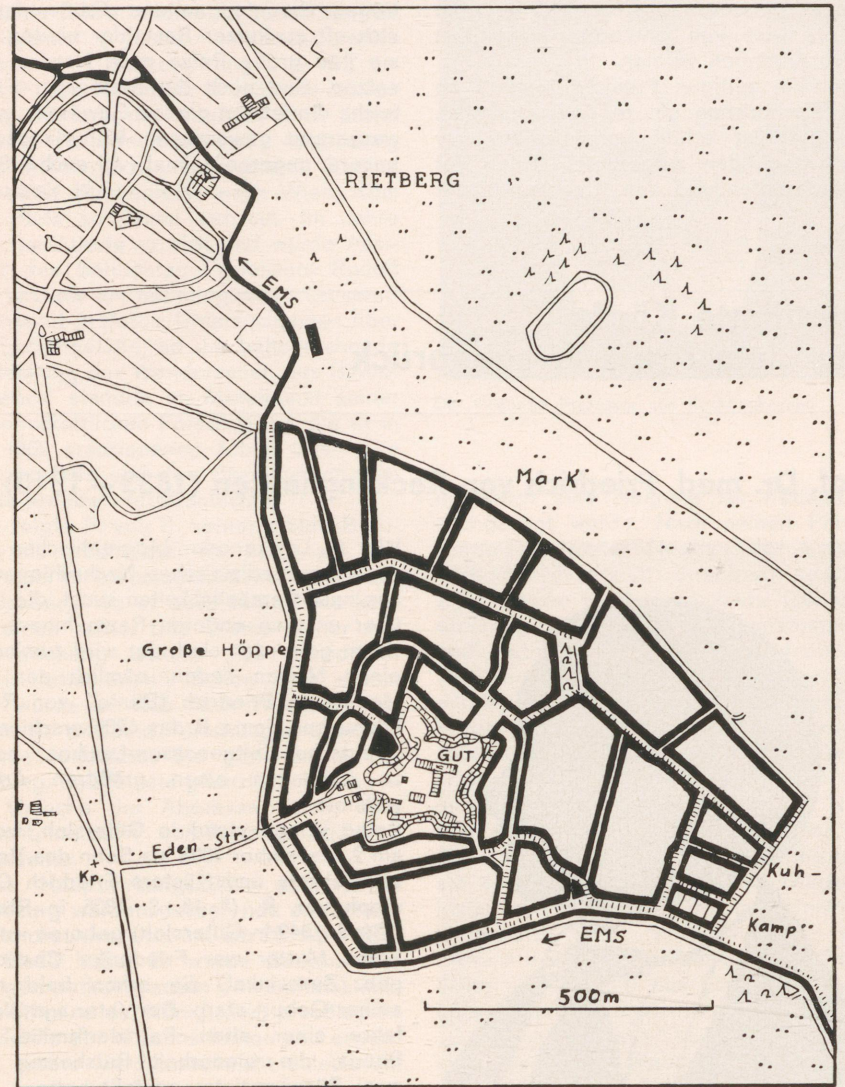 RIETBERG
EMS
Mark
Große Höppe
GUT
Eden-Str.
Kp.
Kuh-
Kamp
EMS
500m